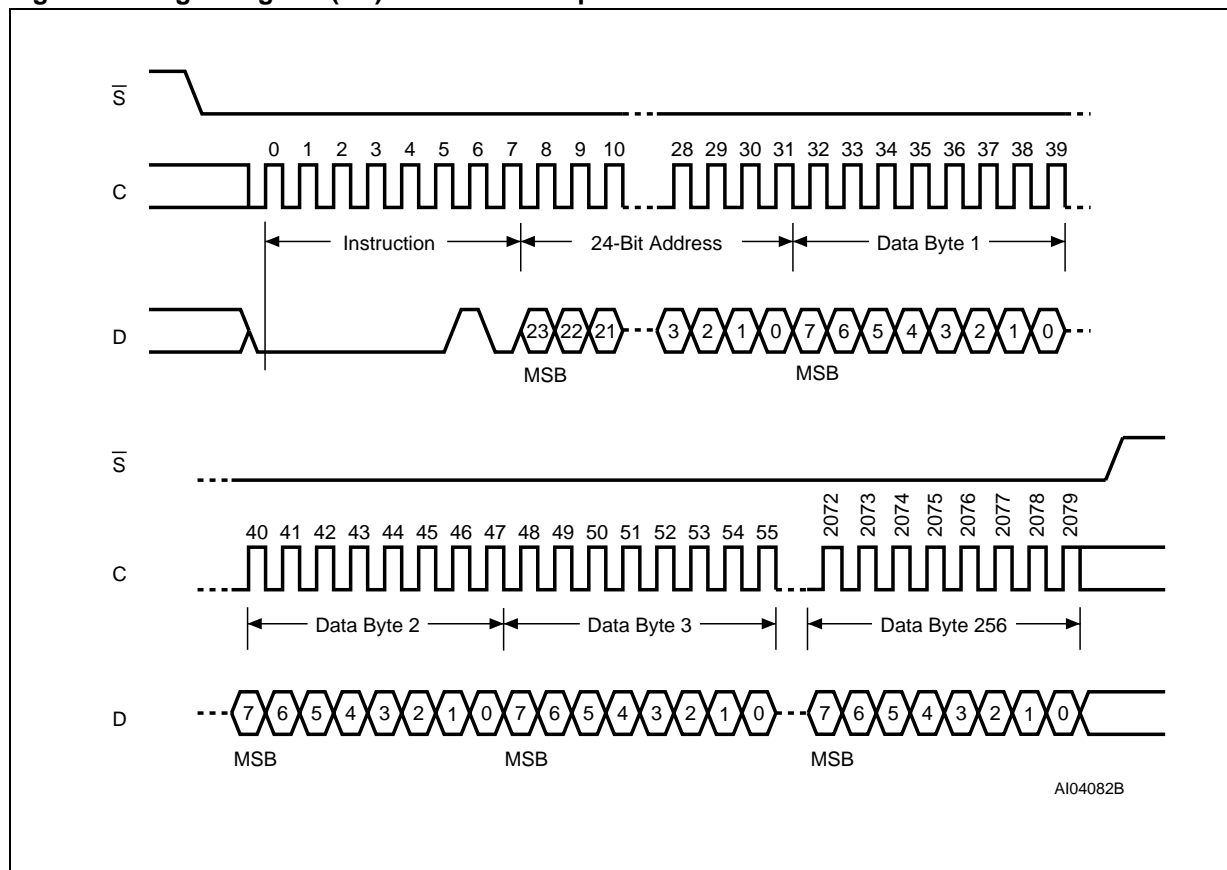 S
0 1 2 3 4 5 6 7 8 9 10 28 29 30 31 32 33 34 35 36 37 38 39
C
Instruction 24-Bit Address Data Byte 1
D 23 22 21 3 2 1 0 7 6 5 4 3 2 1 0
MSB MSB
S
40 41 42 43 44 45 46 47 48 49 50 51 52 53 54 55 2072 2073 2074 2075 2076 2077 2078 2079
C
Data Byte 2 Data Byte 3 Data Byte 256
D 7 6 5 4 3 2 1 0 7 6 5 4 3 2 1 0 7 6 5 4 3 2 1 0
MSB MSB MSB
AI04082B